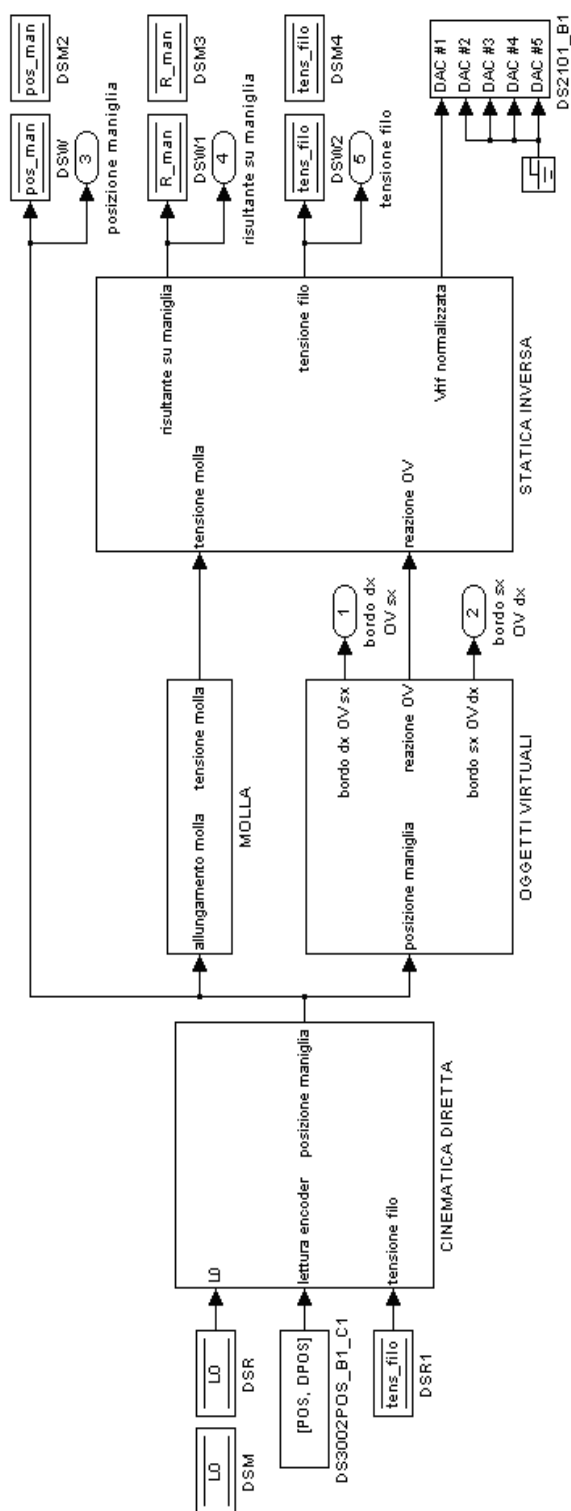 L0
DSM
L0
DSR
[POS, DPOS]
DS3002POS_B1_C1
tens_filo
DSR1
L0
lettura encoder
posizione maniglia
tensione filo
CINEMATICA DIRETTA
allungamento molla
tensione molla
MOLLA
posizione maniglia
bordo dx OV sx
reazione OV
bordo sx OV dx
OGGETTI VIRTUALI
1
bordo dx
OV sx
2
bordo sx
OV dx
tensione molla
reazione OV
risultante su maniglia
tensione filo
Vrif normalizzata
STATICA INVERSA
pos_man
DSW
3
posizione maniglia
pos_man
DSM2
R_man
DSW1
4
risultante su maniglia
R_man
DSM3
tens_filo
DSW2
5
tensione filo
tens_filo
DSM4
DAC #1
DAC #2
DAC #3
DAC #4
DAC #5
DS2101_B1